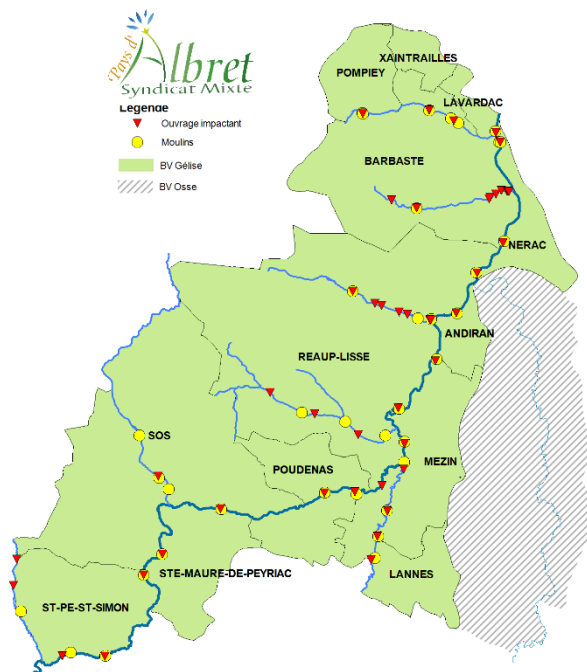 Pays d'
Albret
Syndicat Mixte
Légende
Ouvrage impactant
Moulins
BV Gélise
BV Osse
XAINTRAILLES
POMPIEY
LAVARDAC
BARBASTE
NERAC
ANDIRAN
REAUP-LISSE
SOS
MEZIN
POUDENAS
STE-MAURE-DE-PEYRIAC
LANNES
ST-PE-ST-SIMON